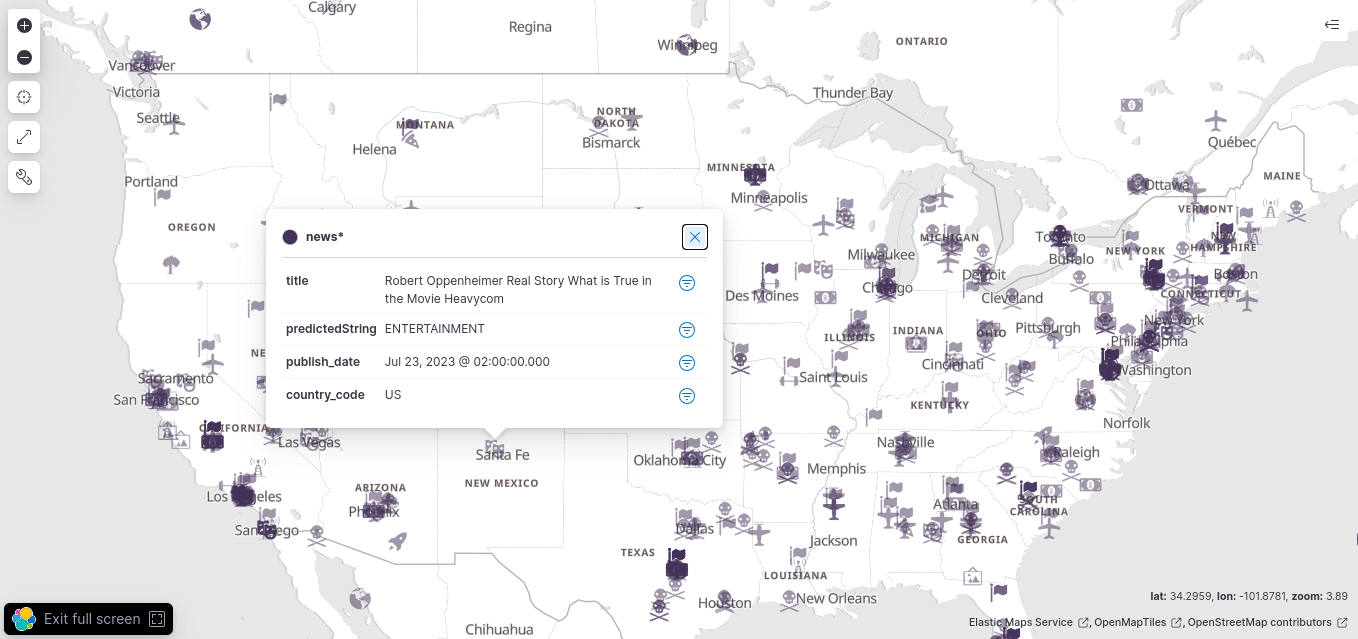 Calgary
Regina
Winnipeg
ONTARIO
Vancouver
Victoria
Thunder Bay
Seattle
MONTANA
NORTH
DAKOTA
Helena
Bismarck
Québec
MINNESOTA
MAINE
Portland
Minneapolis
Ottawa
OREGON
VERMONT
Toronto
MICHIGAN
NEW
HAMPSHIRE
NEW YORK
Milwaukee
Buffalo
Detroit
Boston
Chicago
Des Moines
Cleveland
CONNECTICUT
New York
Pittsburgh
ILLINOIS
INDIANA
OHIO
Philadelphia
news*
title
Robert Oppenheimer Real Story What is True in
the Movie Heavycom
predictedString
ENTERTAINMENT
publish_date
Jul 23, 2023 @ 02:00:00.000
country_code
US
NE
Cincinnati
Washington
Sacramento
Saint Louis
San Francisco
KENTUCKY
Norfolk
CALIFORNIA
Las Vegas
Santa Fe
Oklahoma City
Nashville
Raleigh
Memphis
ARIZONA
NEW MEXICO
Los Angeles
Phoenix
Atlanta
SOUTH
CAROLINA
San Diego
Dallas
Jackson
GEORGIA
TEXAS
LOUISIANA
Houston
New Orleans
Chihuahua
lat: 34.2959, lon: -101.8781, zoom: 3.89
Elastic Maps Service , OpenMapTiles , OpenStreetMap contributors
Exit full screen